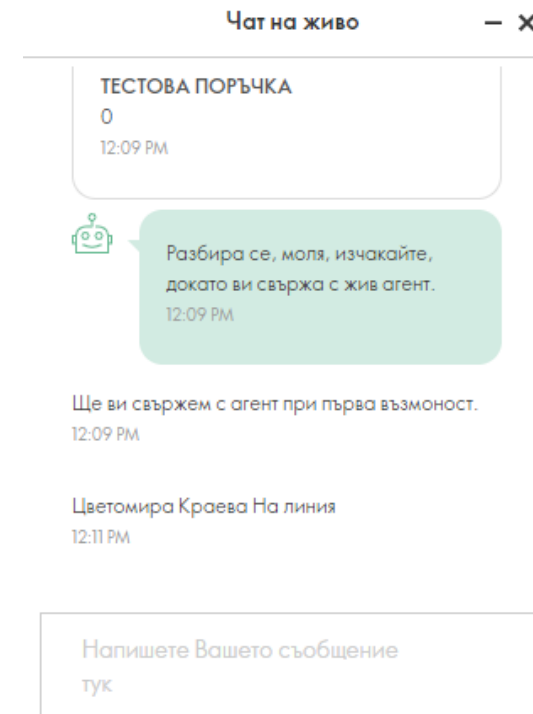 Чат на живо
ТЕСТОВА ПОРЪЧКА
0
12:09 PM
Разбира се, моля, изчакайте,
докато ви свържа с жив агент.
12:09 PM
Ще ви свържем с агент при първа възмоност.
12:09 PM
Цветомира Краева На линия
12:11 PM
Напишете Вашето съобщение
тук